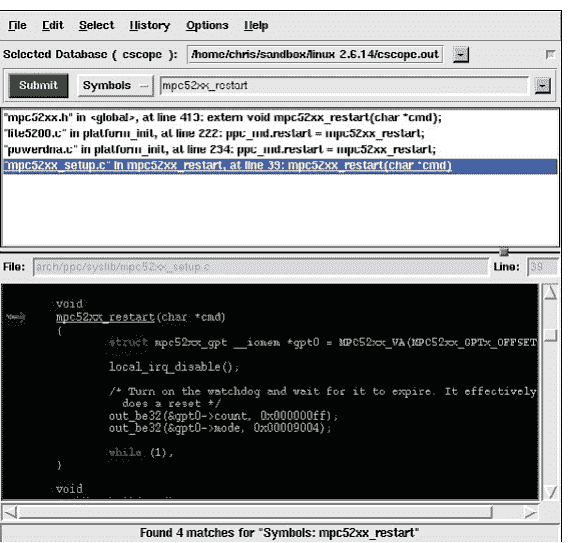 File Edit Select History Options Help
Selected Database ( cscope ): /home/chris/sandbox/linux 2.6.14/cscope.out
Submit Symbols mpc52xx_restart
"mpc52xx.h" in <global>, at line 413: extern void mpc52xx_restart(char *cmd);
"lite5200.c" in platform_init, at line 222: ppc_md.restart = mpc52xx_restart;
"powerdna.c" in platform_init, at line 234: ppc_md.restart = mpc52xx_restart;
"mpc52xx_setup.c" in mpc52xx_restart, at line 39: mpc52xx_restart(char *cmd)
File: arch/ppc/syslib/mpc52xx_setup.c Line: 39
void
mpc52xx_restart(char *cmd)
{
struct mpc52xx_gpt __iomem *gpt0 = MPC52xx_VA(MPC52xx_GPTx_OFFSET
local_irq_disable();
/* Turn on the watchdog and wait for it to expire. It effectively
does a reset */
out_be32(&gpt0->count, 0x000000ff);
out_be32(&gpt0->mode, 0x00009004);
while (1);
}
void
Found 4 matches for "Symbols: mpc52xx_restart"